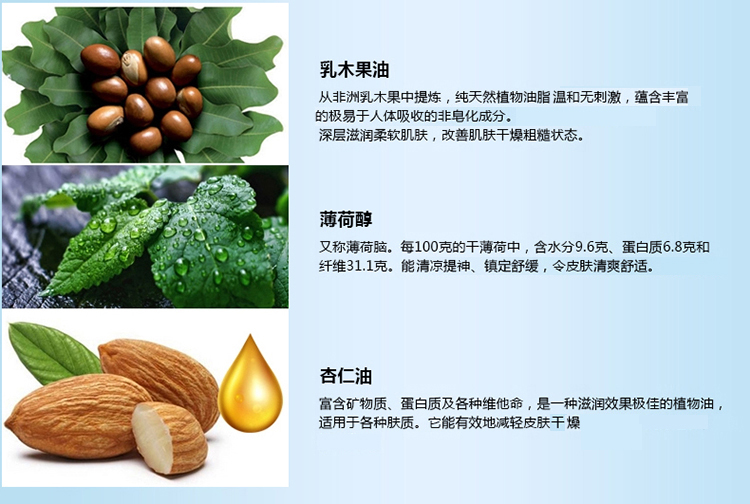 乳木果油
从非洲乳木果中提炼，纯天然植物油脂 温和无刺激，蕴含丰富
的极易于人体吸收的非皂化成分。
深层滋润柔软肌肤，改善肌肤干燥粗糙状态。
薄荷醇
又称薄荷脑。每100克的干薄荷中，含水分9.6克、蛋白质6.8克和
纤维31.1克。能清凉提神、镇定舒缓，令皮肤清爽舒适。
杏仁油
富含矿物质、蛋白质及各种维他命，是一种滋润效果极佳的植物油，
适用于各种肤质。它能有效地减轻皮肤干 燥